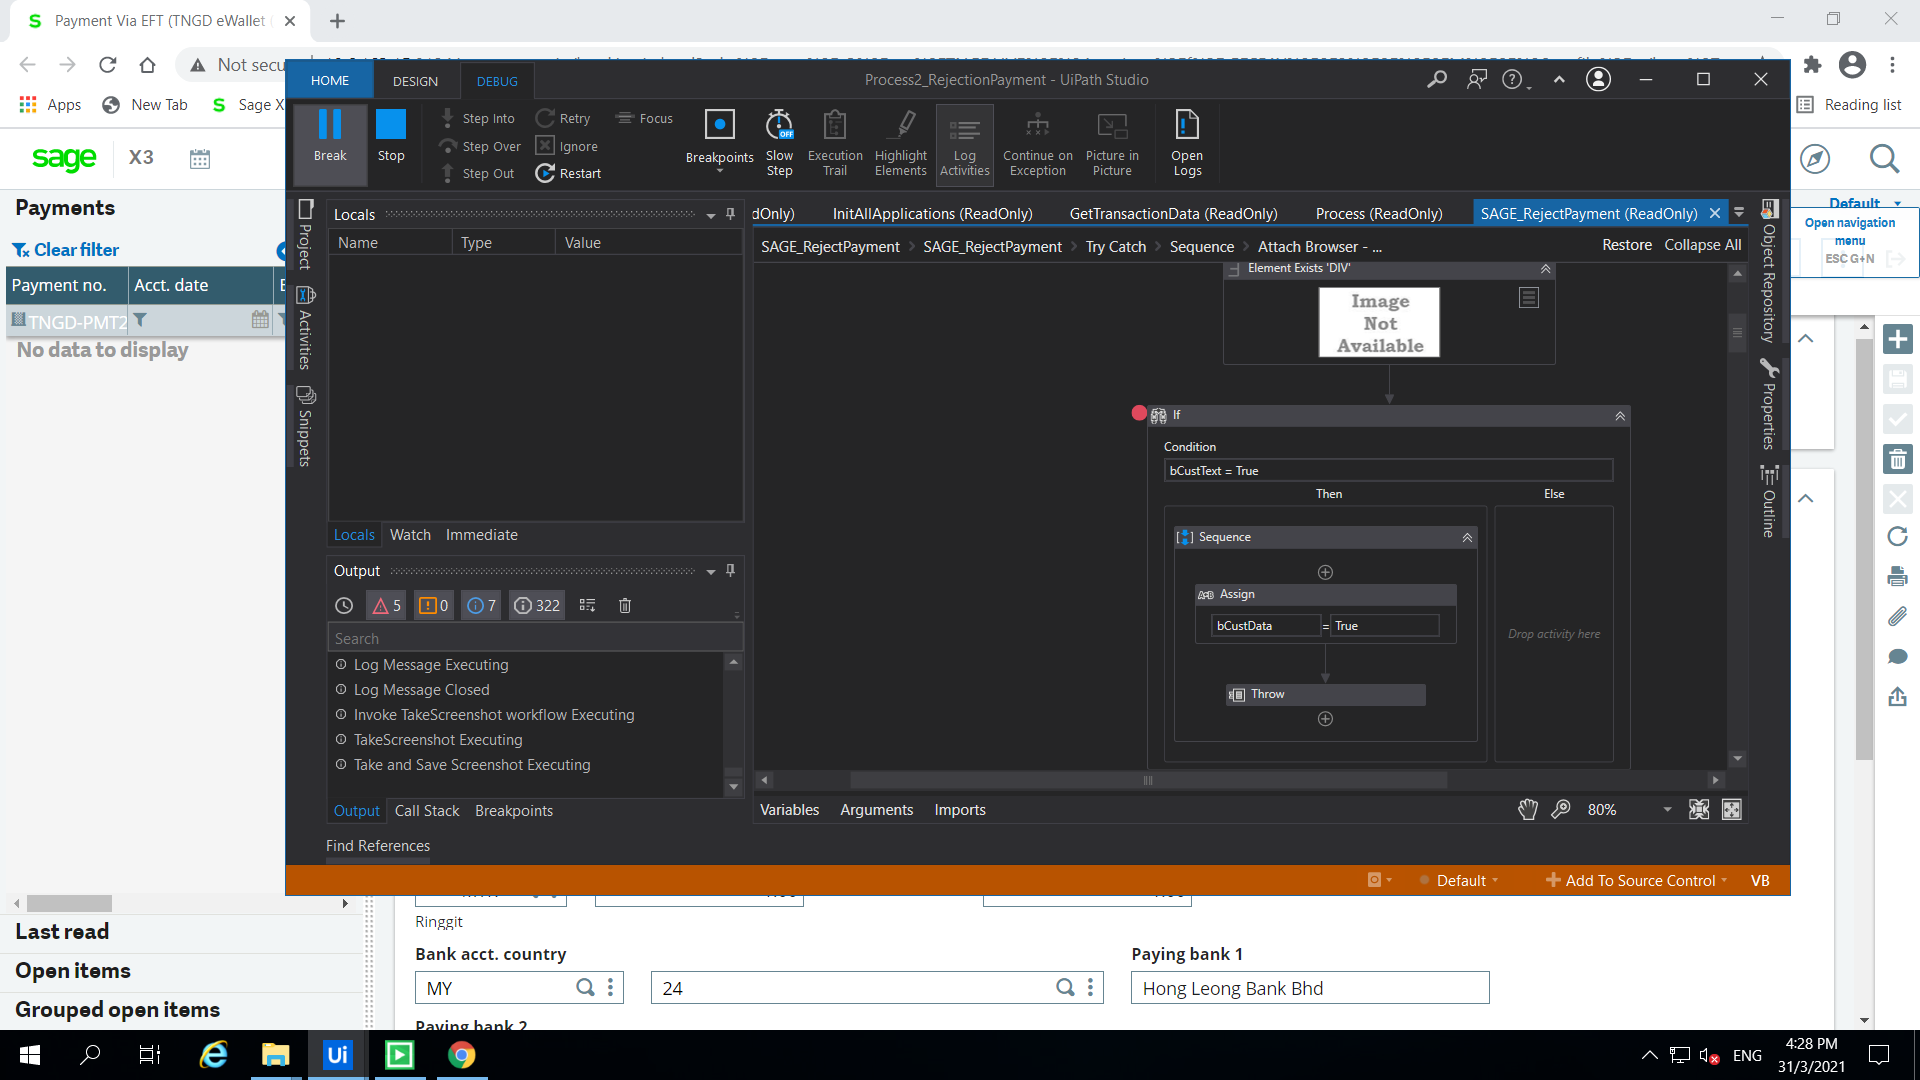 Payment Via EFT (TNGD eWallet (
Not secu
Apps
New Tab
Sage X
Reading list
sage X3
Payments
Clear filter
Payment no.
Acct. date
TNGD-PMT2
No data to display
Last read
Open items
Grouped open items
HOME
DESIGN
DEBUG
Process2_RejectionPayment - UiPath Studio
Break
Stop
Step Into
Step Over
Step Out
Retry
Ignore
Restart
Focus
Breakpoints
Slow
Step
OFF
Execution
Trail
Highlight
Elements
Log
Activities
Continue on
Exception
Picture in
Picture
Open
Logs
Project
Activities
Snippets
Locals
Name
Type
Value
Locals
Watch
Immediate
Output
5
0
7
322
Search
Log Message Executing
Log Message Closed
Invoke TakeScreenshot workflow Executing
TakeScreenshot Executing
Take and Save Screenshot Executing
Output
Call Stack
Breakpoints
Find References
dOnly)
InitAllApplications (ReadOnly)
GetTransactionData (ReadOnly)
Process (ReadOnly)
SAGE_RejectPayment (ReadOnly)
SAGE_RejectPayment
SAGE_RejectPayment
Try Catch
Sequence
Attach Browser - ...
Restore
Collapse All
Element Exists 'DIV'
Image
Not
Available
If
Condition
bCustText = True
Then
Else
Sequence
Assign
bCustData
=
True
Throw
Drop activity here
Variables
Arguments
Imports
80%
Object Repository
Properties
Outline
Default
Add To Source Control
VB
Default
Open navigation
menu
ESC G+N
Ringgit
Bank acct. country
Paying bank 1
MY
24
Hong Leong Bank Bhd
Paying bank 2
Ui
ENG
4:28 PM
31/3/2021